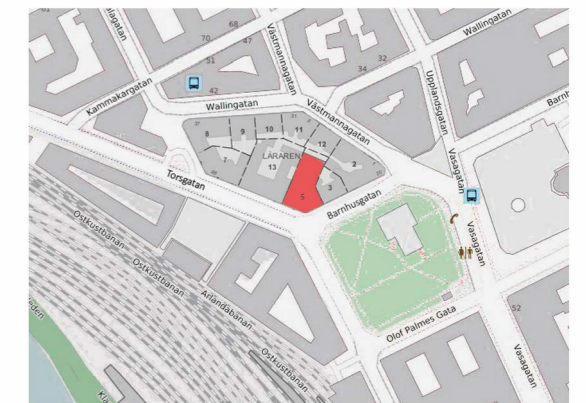 68
70
47
51
42
32
34
Wallingatan
Kammakargatan
Västmannagatan
Upplandsgatan
Wallingatan
Västmannagatan
Barnh
8
9
10
11
12
7
LÄRAREN
13
2
3
5
Vasagatan
Torsgatan
Barnhusgatan
Ostkustbanan
Ostkustbanan
Vasagatan
Arlandabanan
52
Olof Palmes Gata
Ostkustbanan
Vasagatan